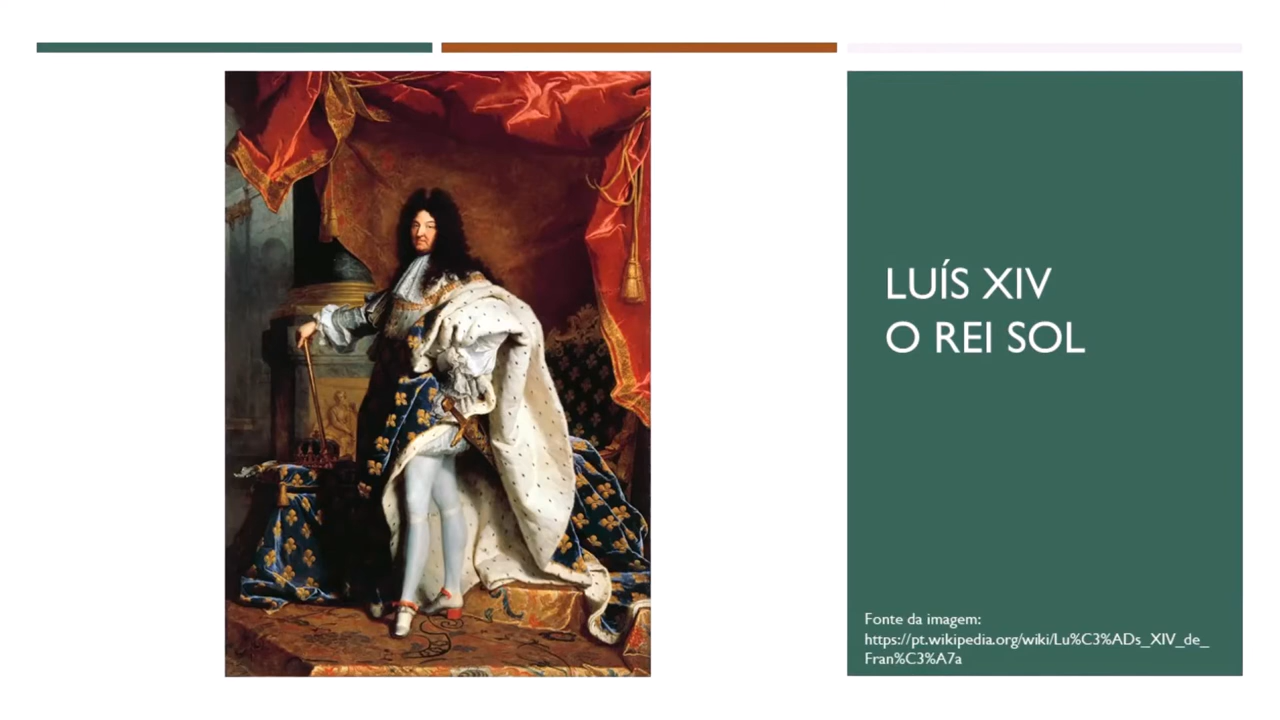 LUÍS XIV
O REI SOL
Fonte da imagem:
https://pt.wikipedia.org/wiki/Lu%C3%ADs_XIV_de_
Fran%C3%A7a